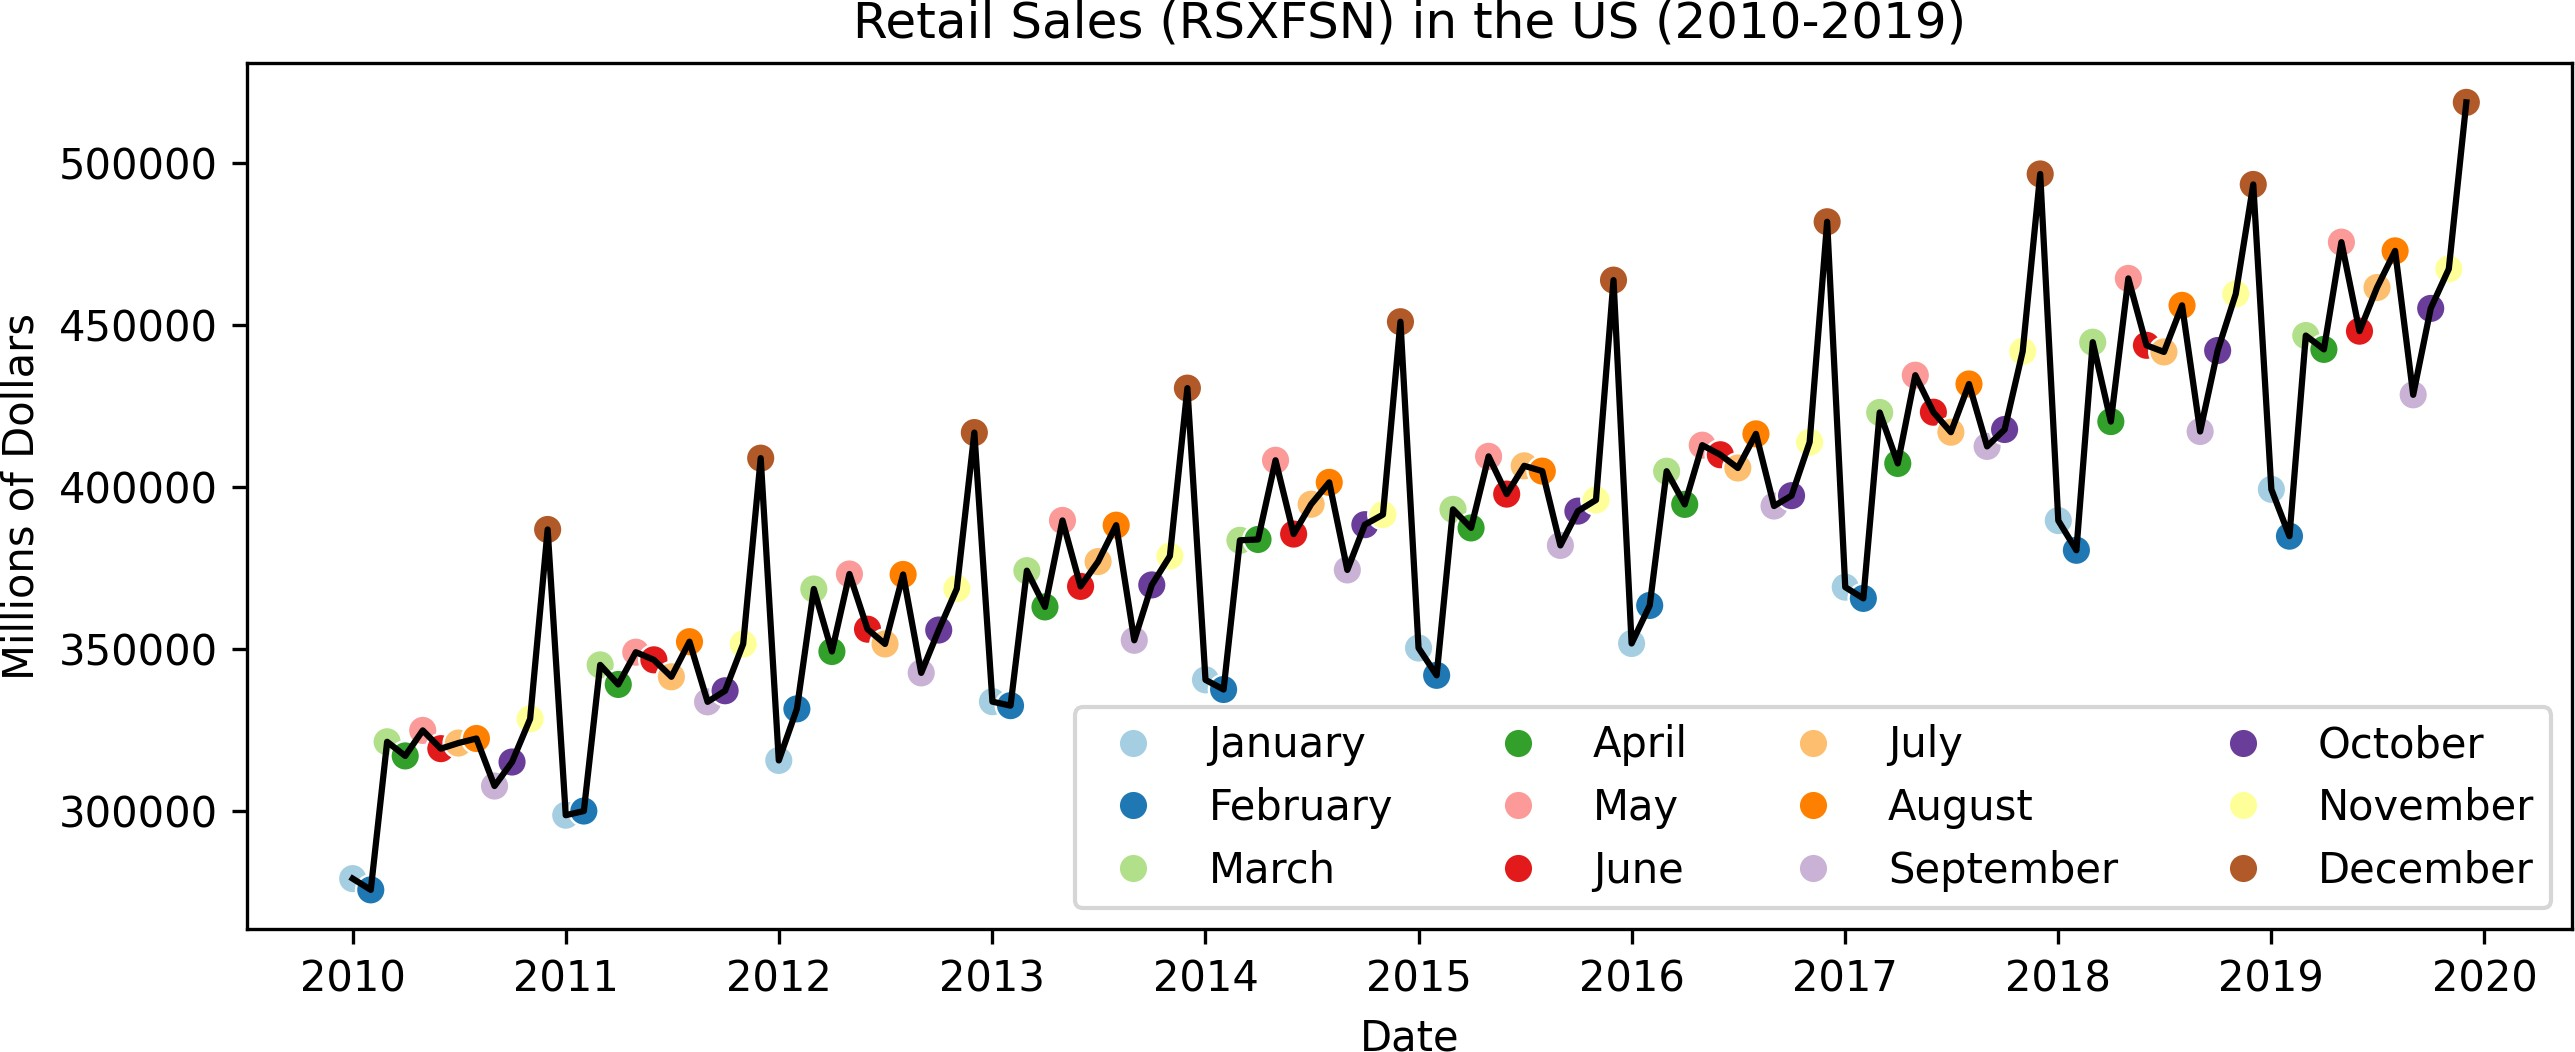 Retail Sales (RSXFSN) in the US (2010-2019)
Millions of Dollars
500000
450000
400000
350000
300000
January April July October
February May August November
March June September December
2010 2011 2012 2013 2014 2015 2016 2017 2018 2019 2020
Date